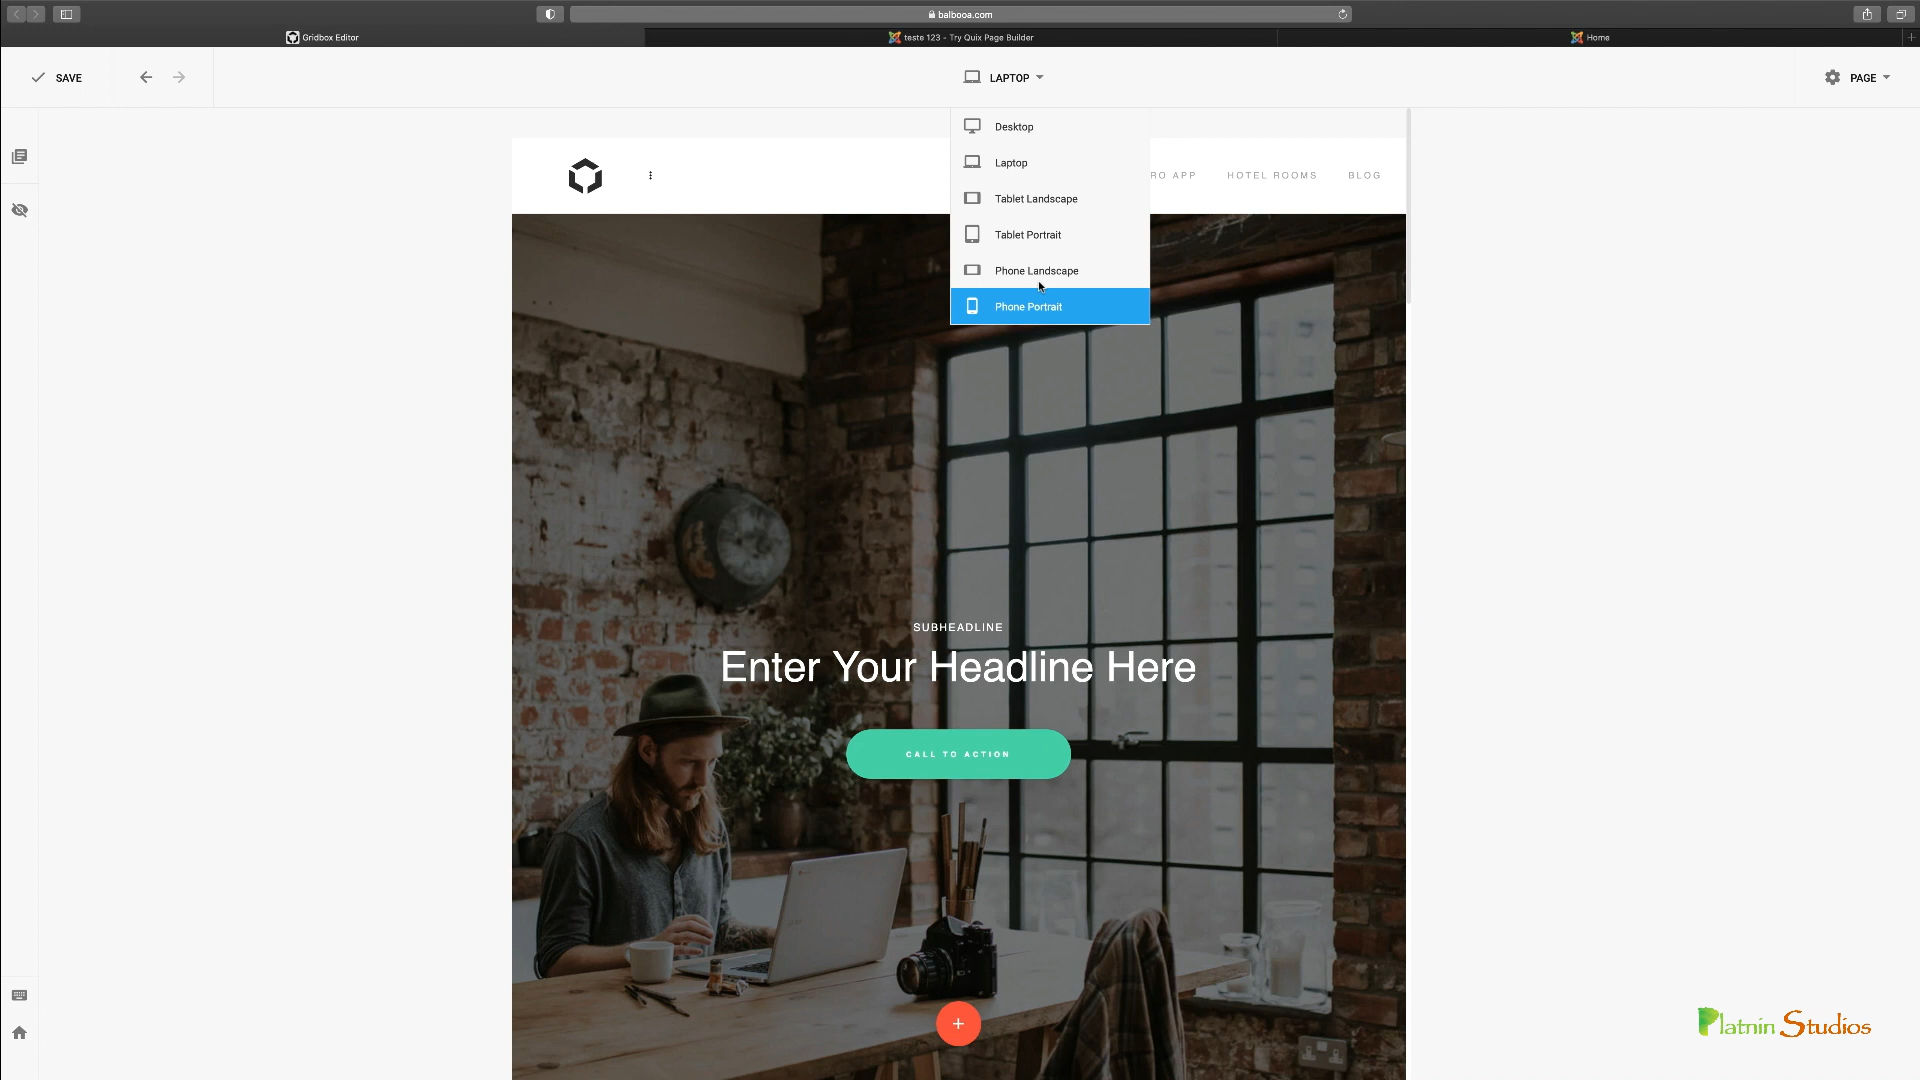 balbooa.com
Gridbox Editor
teste 123 - Try Quix Page Builder
Home
SAVE
LAPTOP
PAGE
Desktop
Laptop
Tablet Landscape
Tablet Portrait
Phone Landscape
Phone Portrait
RO APP
HOTEL ROOMS
BLOG
SUBHEADLINE
Enter Your Headline Here
CALL TO ACTION
Platnin Studios